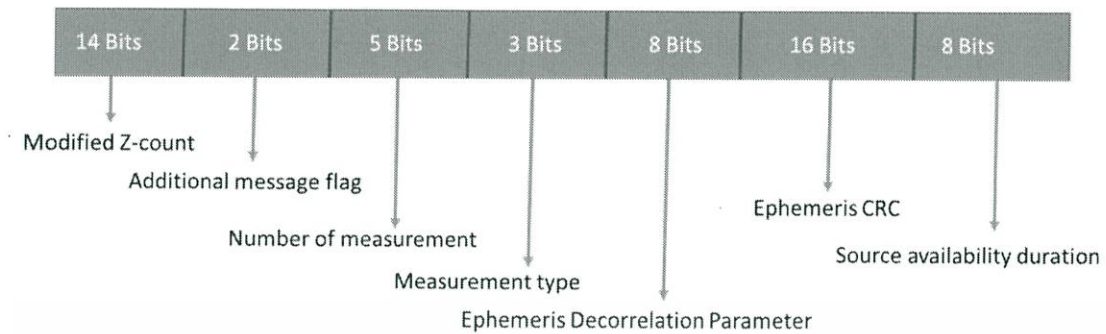 14 Bits 2 Bits 5 Bits 3 Bits 8 Bits 16 Bits 8 Bits
Modified Z-count
Additional message flag
Ephemeris CRC
Number of measurement
Source availability duration
Measurement type
Ephemeris Decorrelation Parameter